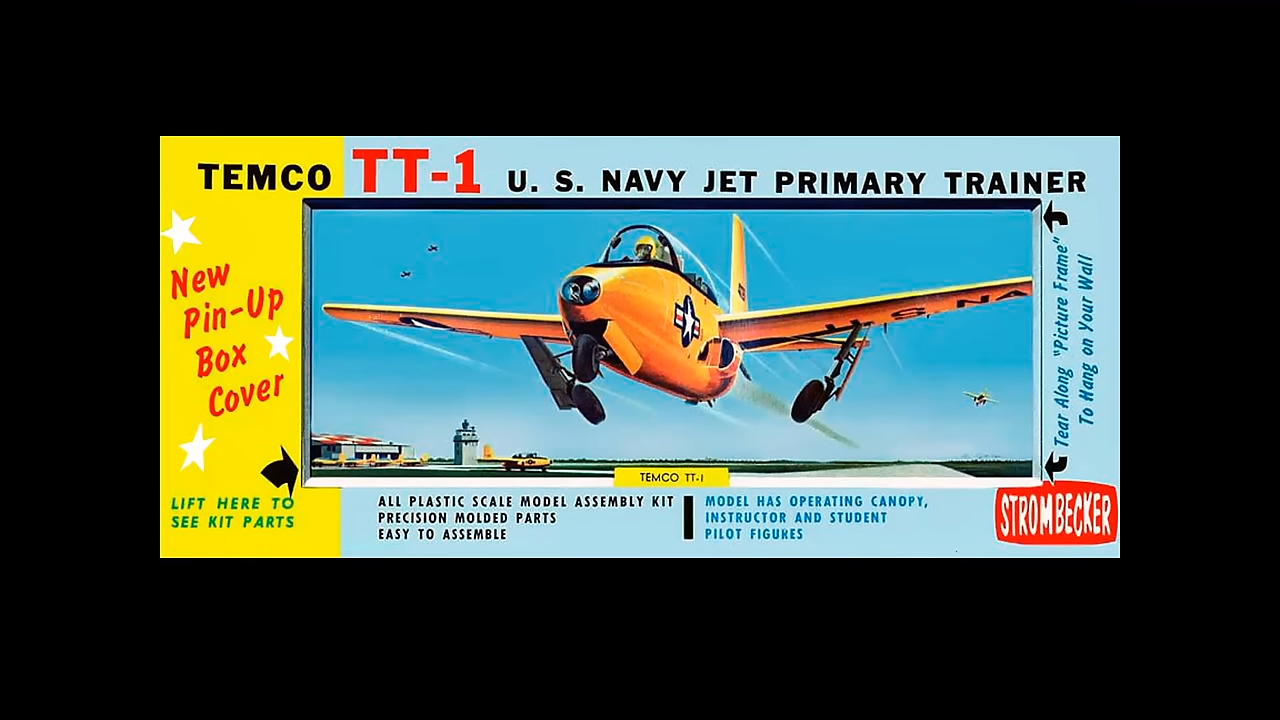 TEMCO TT-1 U. S. NAVY JET PRIMARY TRAINER
New
Pin-Up
Box
Cover
LIFT HERE TO
SEE KIT PARTS
NA
TEMCO TT-1
Tear Along "Picture Frame"
To Hang on Your Wall
ALL PLASTIC SCALE MODEL ASSEMBLY KIT
PRECISION MOLDED PARTS
EASY TO ASSEMBLE
MODEL HAS OPERATING CANOPY,
INSTRUCTOR AND STUDENT
PILOT FIGURES
STROMBECKER